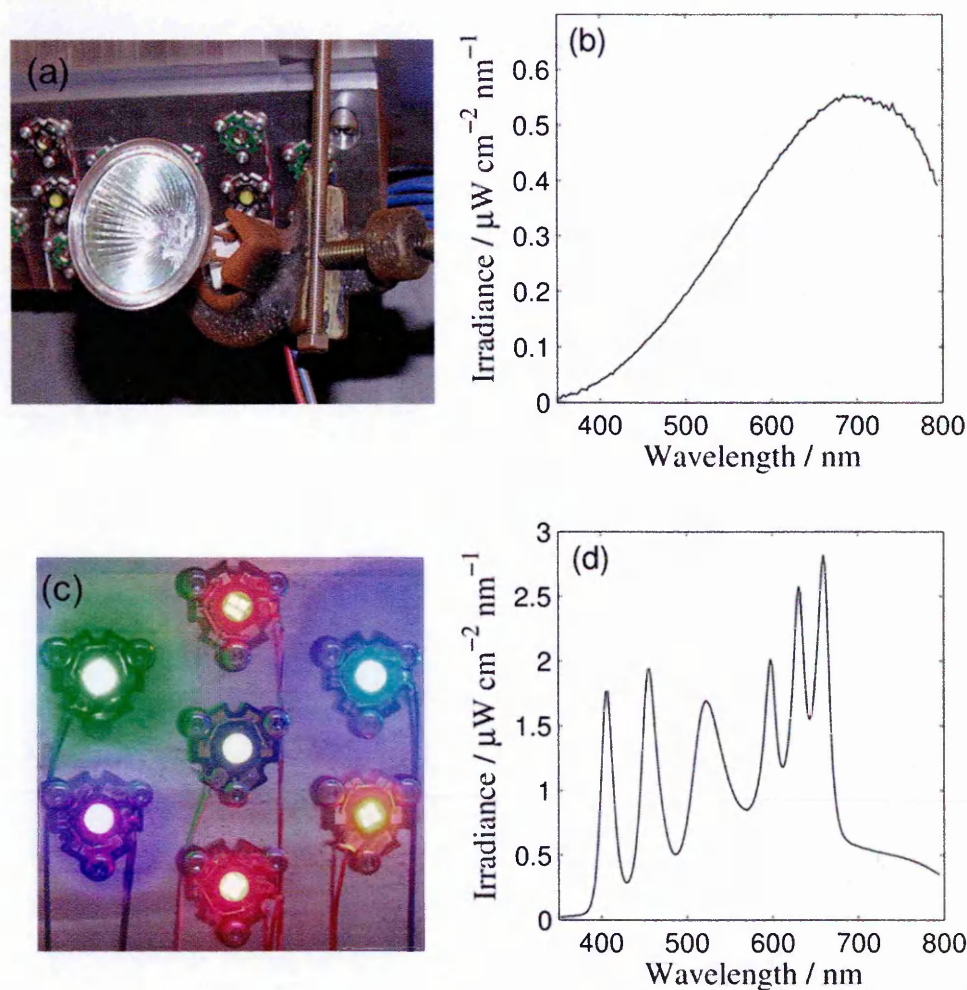 (a)
(b)
Irradiance / µW cm⁻² nm⁻¹
0.6
0.5
0.4
0.3
0.2
0.1
0
400 500 600 700 800
Wavelength / nm
(c)
(d)
Irradiance / µW cm⁻² nm⁻¹
3
2.5
2
1.5
1
0.5
0
400 500 600 700 800
Wavelength / nm